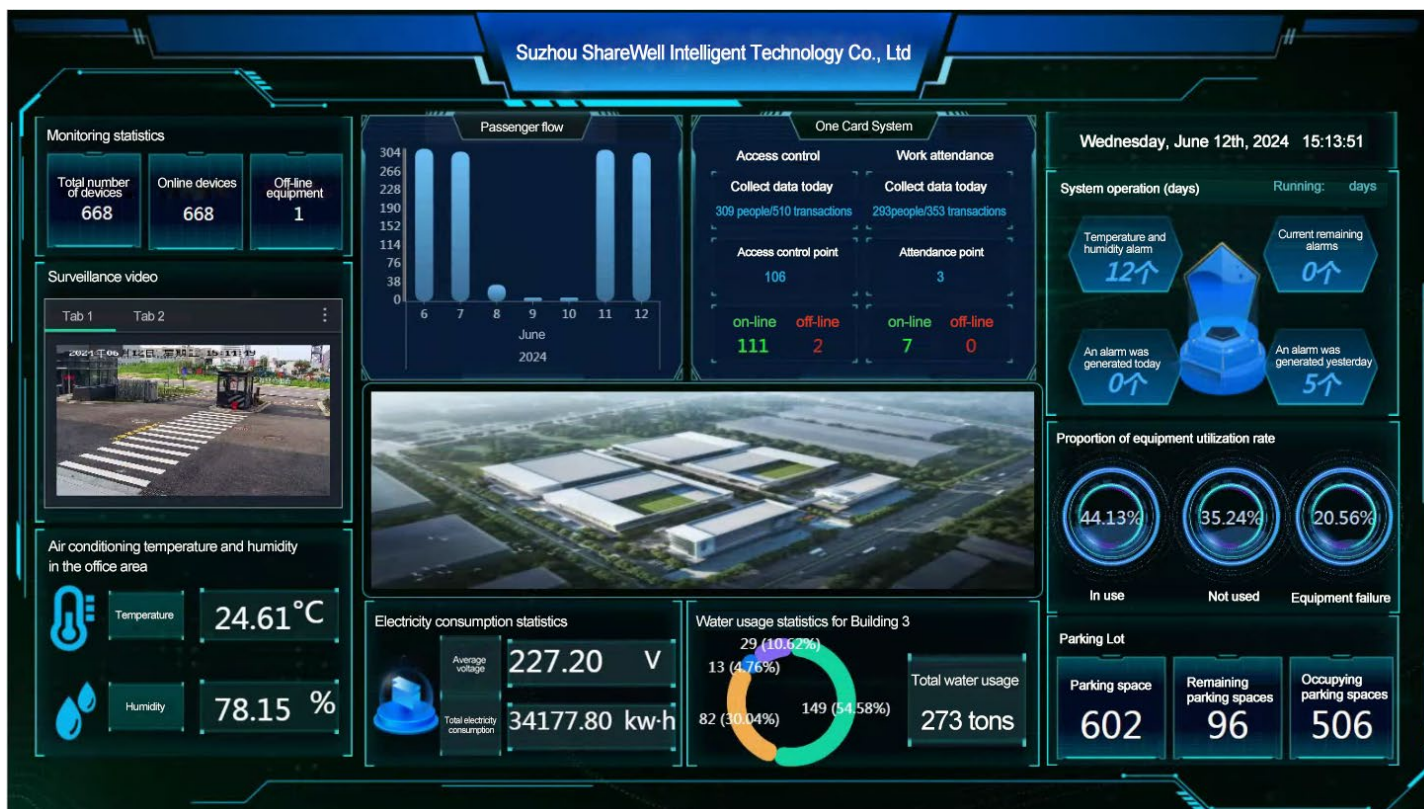 Suzhou ShareWell Intelligent Technology Co., Ltd
Monitoring statistics
Total number
of devices
668
Online devices
668
Off-line
equipment
1
Surveillance video
Tab 1 Tab 2
Air conditioning temperature and humidity
in the office area
Temperature
24.61°C
Humidity
78.15 %
Passenger flow
304
266
228
190
152
114
76
38
0
6 7 8 9 10 11 12
June
2024
One Card System
Access control
Collect data today
309 people/510 transactions
Access control point
106
on-line off-line
111 2
Work attendance
Collect data today
293people/353 transactions
Attendance point
3
on-line off-line
7 0
Electricity consumption statistics
Average
voltage
227.20 V
Total electricity
consumption
34177.80 kw·h
Water usage statistics for Building 3
29 (10.62%)
13 (4.76%)
82 (30.04%)
149 (54.58%)
Total water usage
273 tons
Wednesday, June 12th, 2024 15:13:51
System operation (days)
Running: days
Temperature and
humidity alarm
12个
Current remaining
alarms
0个
An alarm was
generated today
0个
An alarm was
generated yesterday
5个
Proportion of equipment utilization rate
44.13%
In use
35.24%
Not used
20.56%
Equipment failure
Parking Lot
Parking space
602
Remaining
parking spaces
96
Occupying
parking spaces
506